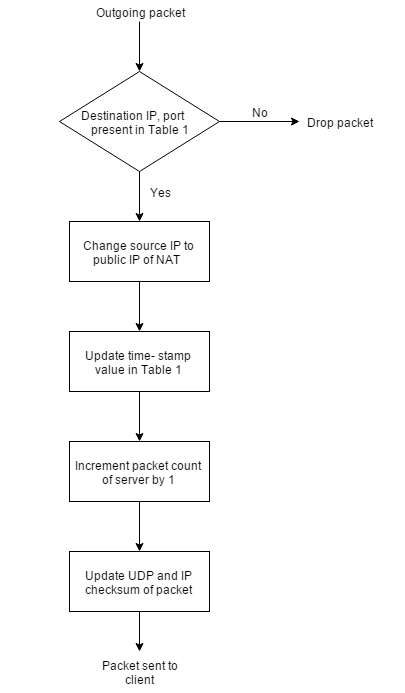 Outgoing packet
Destination IP, port
present in Table 1
No
Drop packet
Yes
Change source IP to
public IP of NAT
Update time- stamp
value in Table 1
Increment packet count
of server by 1
Update UDP and IP
checksum of packet
Packet sent to
client